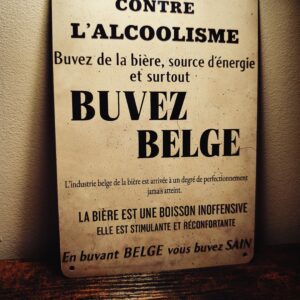 CONTRE
L'ALCOOLISME
Buvez de la bière, source d'énergie
et surtout
BUVEZ
BELGE
L'industrie belge de la bière est arrivée à un degré de perfectionnement
jamais atteint.
LA BIÈRE EST UNE BOISSON INOFFENSIVE
ELLE EST STIMULANTE ET RÉCONFORTANTE
En buvant BELGE vous buvez SAIN